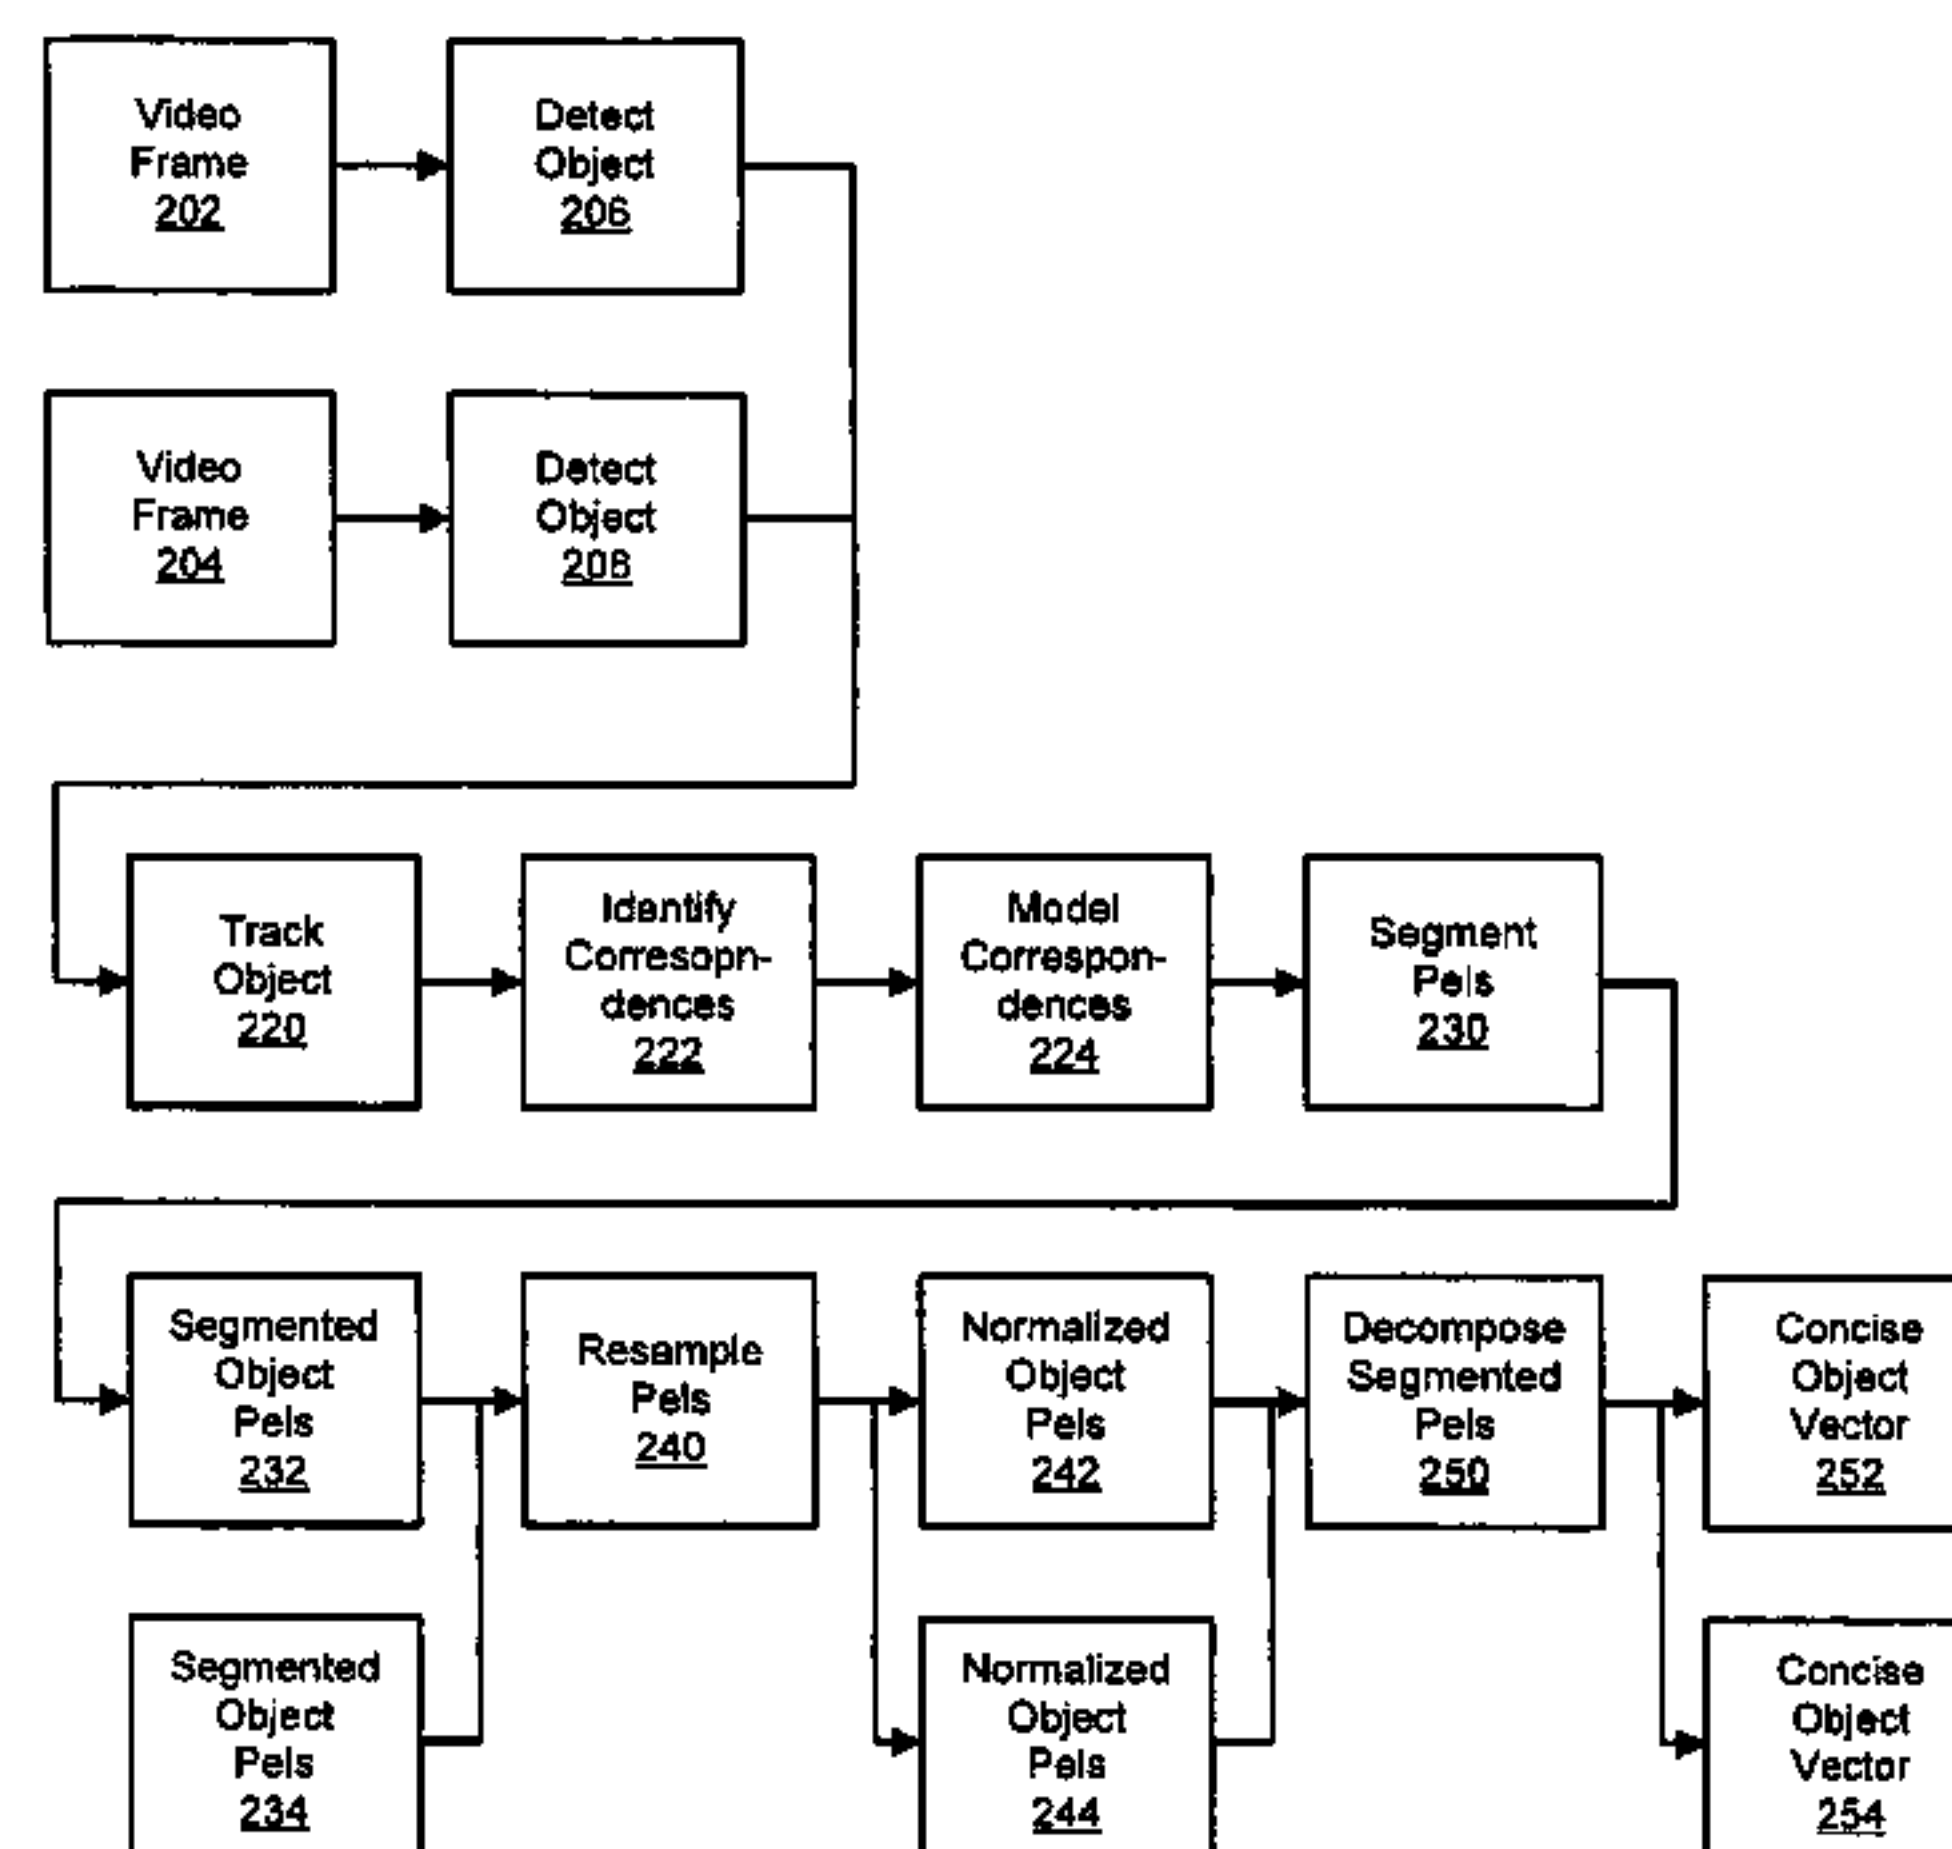 Video
Frame
202
Detect
Object
206
Video
Frame
204
Detect
Object
208
Track
Object
220
Identify
Corresopn-
dences
222
Model
Correspon-
dences
224
Segment
Pels
230
Segmented
Object
Pels
232
Resample
Pels
240
Normalized
Object
Pels
242
Decompose
Segmented
Pels
250
Concise
Object
Vector
252
Segmented
Object
Pels
234
Normalized
Object
Pels
244
Concise
Object
Vector
254